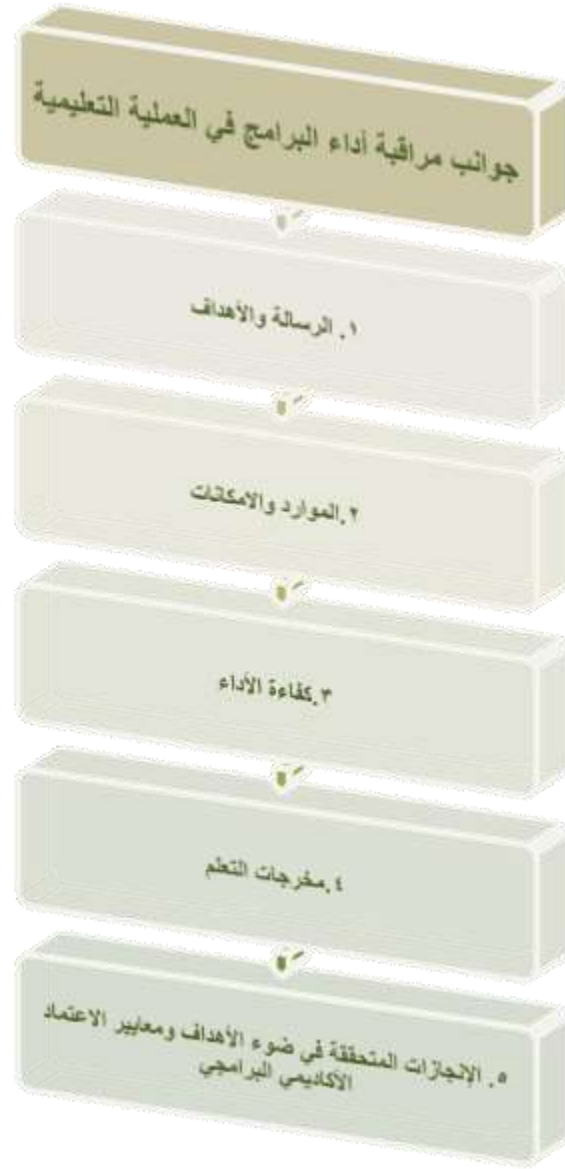 جوانب مراقبة أداء البرامج في العملية التعليمية
١. الرسالة والأهداف
٢.الموارد والامكانات
٣.كفاءة الأداء
٤.مخرجات التعلم
٥. الإنجازات المتحققة في ضوء الأهداف ومعايير الاعتماد
الأكاديمي البرامجي